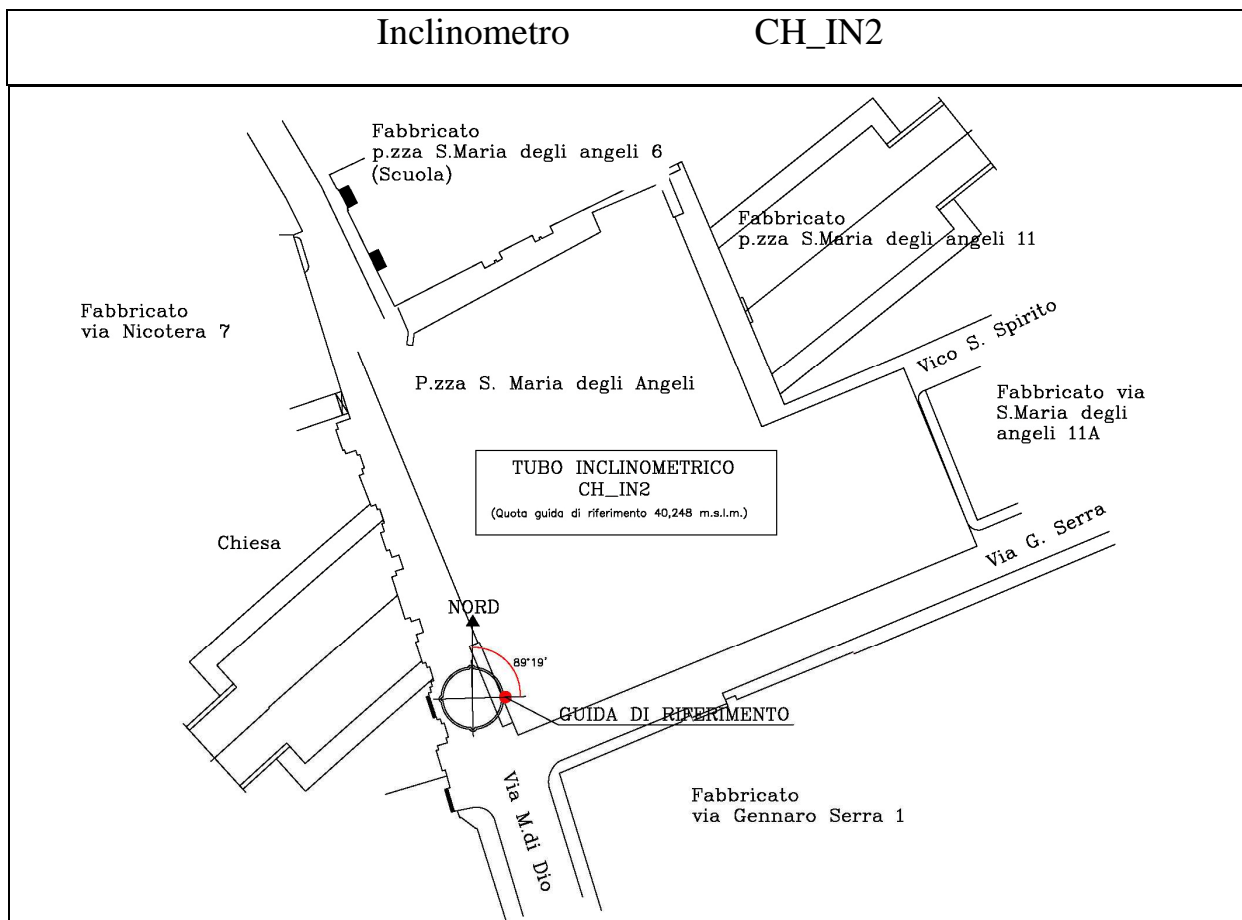 Inclinometro CH_IN2
Fabbricato
p.zza S.Maria degli angeli 6
(Scuola)
Fabbricato
p.zza S.Maria degli angeli 11
Fabbricato
via Nicotera 7
Vico S. Spirito
P.zza S. Maria degli Angeli
Fabbricato via
S.Maria degli
angeli 11A
TUBO INCLINOMETRICO
CH_IN2
(Quota guida di riferimento 40,248 m.s.l.m.)
Chiesa
Via G. Serra
NORD
89°19'
GUIDA DI RIFERIMENTO
Via M.di Dio
Fabbricato
via Gennaro Serra 1